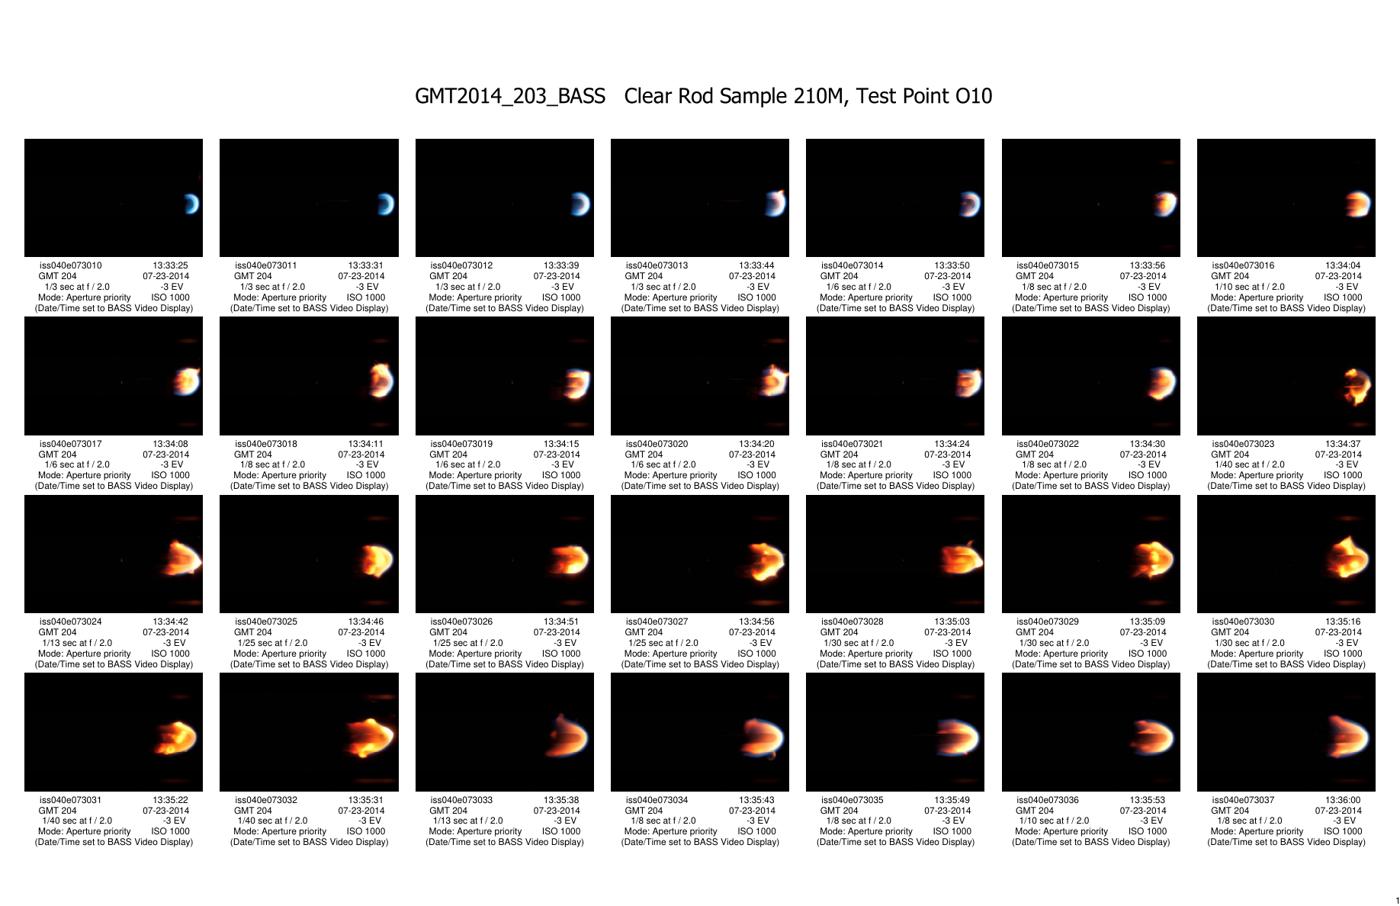 GMT2014_203_BASS Clear Rod Sample 210M, Test Point O10
iss040e073010 13:33:25
GMT 204 07-23-2014
1/3 sec at f / 2.0 -3 EV
Mode: Aperture priority ISO 1000
(Date/Time set to BASS Video Display)
iss040e073011 13:33:31
GMT 204 07-23-2014
1/3 sec at f / 2.0 -3 EV
Mode: Aperture priority ISO 1000
(Date/Time set to BASS Video Display)
iss040e073012 13:33:39
GMT 204 07-23-2014
1/3 sec at f / 2.0 -3 EV
Mode: Aperture priority ISO 1000
(Date/Time set to BASS Video Display)
iss040e073013 13:33:44
GMT 204 07-23-2014
1/3 sec at f / 2.0 -3 EV
Mode: Aperture priority ISO 1000
(Date/Time set to BASS Video Display)
iss040e073014 13:33:50
GMT 204 07-23-2014
1/6 sec at f / 2.0 -3 EV
Mode: Aperture priority ISO 1000
(Date/Time set to BASS Video Display)
iss040e073015 13:33:56
GMT 204 07-23-2014
1/8 sec at f / 2.0 -3 EV
Mode: Aperture priority ISO 1000
(Date/Time set to BASS Video Display)
iss040e073016 13:34:04
GMT 204 07-23-2014
1/10 sec at f / 2.0 -3 EV
Mode: Aperture priority ISO 1000
(Date/Time set to BASS Video Display)
iss040e073017 13:34:08
GMT 204 07-23-2014
1/6 sec at f / 2.0 -3 EV
Mode: Aperture priority ISO 1000
(Date/Time set to BASS Video Display)
iss040e073018 13:34:11
GMT 204 07-23-2014
1/8 sec at f / 2.0 -3 EV
Mode: Aperture priority ISO 1000
(Date/Time set to BASS Video Display)
iss040e073019 13:34:15
GMT 204 07-23-2014
1/6 sec at f / 2.0 -3 EV
Mode: Aperture priority ISO 1000
(Date/Time set to BASS Video Display)
iss040e073020 13:34:20
GMT 204 07-23-2014
1/6 sec at f / 2.0 -3 EV
Mode: Aperture priority ISO 1000
(Date/Time set to BASS Video Display)
iss040e073021 13:34:24
GMT 204 07-23-2014
1/8 sec at f / 2.0 -3 EV
Mode: Aperture priority ISO 1000
(Date/Time set to BASS Video Display)
iss040e073022 13:34:30
GMT 204 07-23-2014
1/8 sec at f / 2.0 -3 EV
Mode: Aperture priority ISO 1000
(Date/Time set to BASS Video Display)
iss040e073023 13:34:37
GMT 204 07-23-2014
1/40 sec at f / 2.0 -3 EV
Mode: Aperture priority ISO 1000
(Date/Time set to BASS Video Display)
iss040e073024 13:34:42
GMT 204 07-23-2014
1/13 sec at f / 2.0 -3 EV
Mode: Aperture priority ISO 1000
(Date/Time set to BASS Video Display)
iss040e073025 13:34:46
GMT 204 07-23-2014
1/25 sec at f / 2.0 -3 EV
Mode: Aperture priority ISO 1000
(Date/Time set to BASS Video Display)
iss040e073026 13:34:51
GMT 204 07-23-2014
1/25 sec at f / 2.0 -3 EV
Mode: Aperture priority ISO 1000
(Date/Time set to BASS Video Display)
iss040e073027 13:34:56
GMT 204 07-23-2014
1/25 sec at f / 2.0 -3 EV
Mode: Aperture priority ISO 1000
(Date/Time set to BASS Video Display)
iss040e073028 13:35:03
GMT 204 07-23-2014
1/30 sec at f / 2.0 -3 EV
Mode: Aperture priority ISO 1000
(Date/Time set to BASS Video Display)
iss040e073029 13:35:09
GMT 204 07-23-2014
1/30 sec at f / 2.0 -3 EV
Mode: Aperture priority ISO 1000
(Date/Time set to BASS Video Display)
iss040e073030 13:35:16
GMT 204 07-23-2014
1/30 sec at f / 2.0 -3 EV
Mode: Aperture priority ISO 1000
(Date/Time set to BASS Video Display)
iss040e073031 13:35:22
GMT 204 07-23-2014
1/40 sec at f / 2.0 -3 EV
Mode: Aperture priority ISO 1000
(Date/Time set to BASS Video Display)
iss040e073032 13:35:31
GMT 204 07-23-2014
1/40 sec at f / 2.0 -3 EV
Mode: Aperture priority ISO 1000
(Date/Time set to BASS Video Display)
iss040e073033 13:35:38
GMT 204 07-23-2014
1/13 sec at f / 2.0 -3 EV
Mode: Aperture priority ISO 1000
(Date/Time set to BASS Video Display)
iss040e073034 13:35:43
GMT 204 07-23-2014
1/8 sec at f / 2.0 -3 EV
Mode: Aperture priority ISO 1000
(Date/Time set to BASS Video Display)
iss040e073035 13:35:49
GMT 204 07-23-2014
1/8 sec at f / 2.0 -3 EV
Mode: Aperture priority ISO 1000
(Date/Time set to BASS Video Display)
iss040e073036 13:35:53
GMT 204 07-23-2014
1/10 sec at f / 2.0 -3 EV
Mode: Aperture priority ISO 1000
(Date/Time set to BASS Video Display)
iss040e073037 13:36:00
GMT 204 07-23-2014
1/8 sec at f / 2.0 -3 EV
Mode: Aperture priority ISO 1000
(Date/Time set to BASS Video Display)